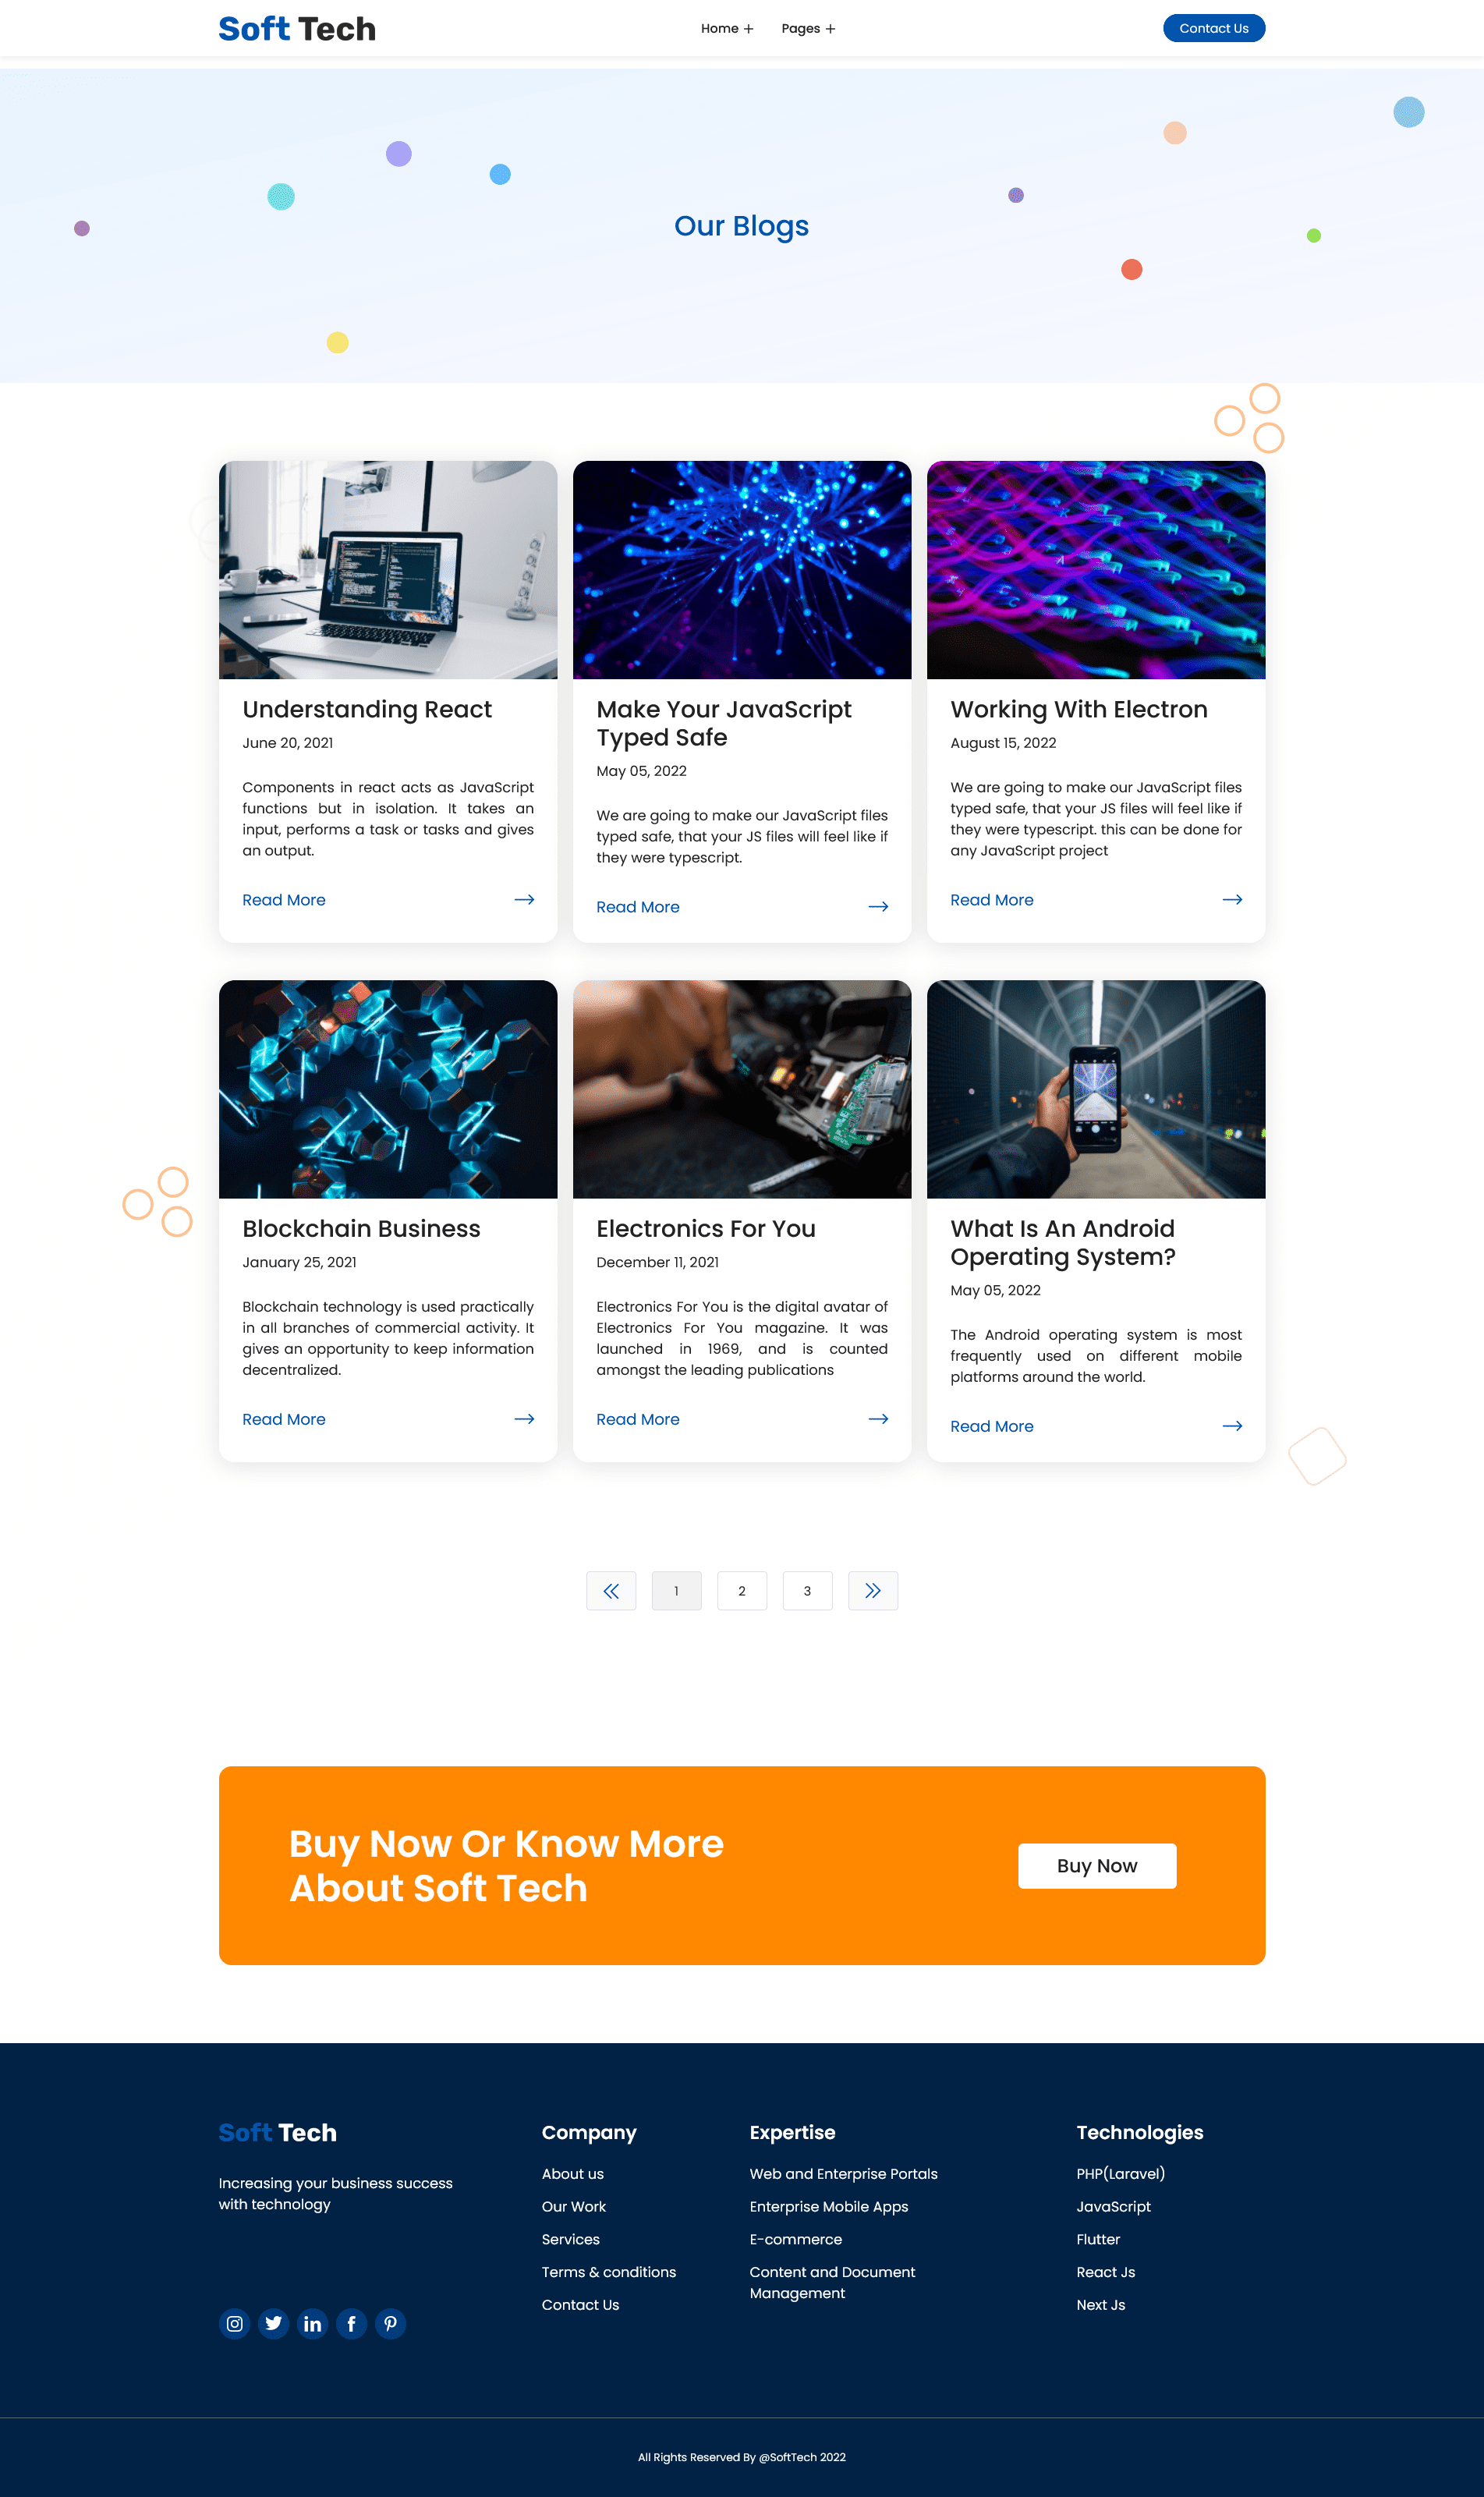 Soft Tech
Home
Pages
Contact Us
Our Blogs
Understanding React
June 20, 2021
Components in react acts as JavaScript
functions but in isolation. It takes an
input, performs a task or tasks and gives
an output.
Read More
Make Your JavaScript
Typed Safe
May 05, 2022
We are going to make our JavaScript files
typed safe, that your JS files will feel like if
they were typescript.
Read More
Working With Electron
August 15, 2022
We are going to make our JavaScript files
typed safe, that your JS files will feel like if
they were typescript. this can be done for
any JavaScript project
Read More
Blockchain Business
January 25, 2021
Blockchain technology is used practically
in all branches of commercial activity. It
gives an opportunity to keep information
decentralized.
Read More
Electronics For You
December 11, 2021
Electronics For You is the digital avatar of
Electronics For You magazine. It was
launched in 1969, and is counted
amongst the leading publications
Read More
What Is An Android
Operating System?
May 05, 2022
The Android operating system is most
frequently used on different mobile
platforms around the world.
Read More
1
2
3
Buy Now Or Know More
About Soft Tech
Buy Now
Soft Tech
Increasing your business success
with technology
Company
About us
Our Work
Services
Terms & conditions
Contact Us
Expertise
Web and Enterprise Portals
Enterprise Mobile Apps
E-commerce
Content and Document
Management
Technologies
PHP(Laravel)
JavaScript
Flutter
React Js
Next Js
All Rights Reserved By @SoftTech 2022